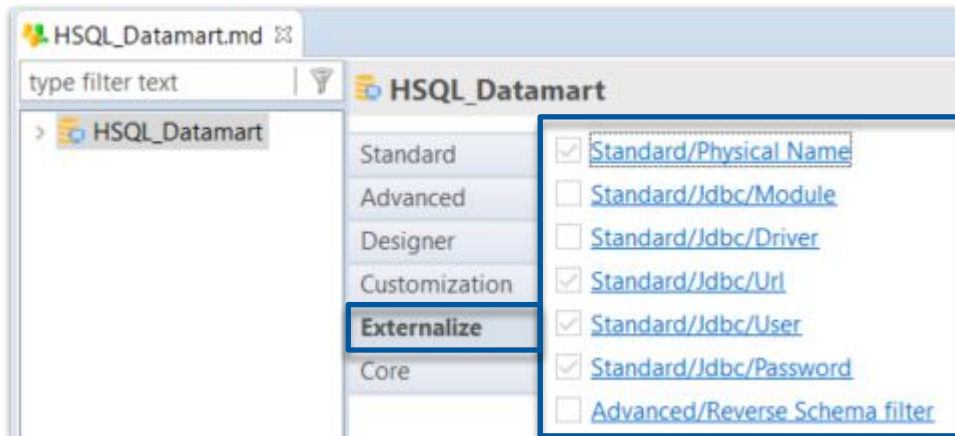 HSQL_Datamart.md
type filter text
HSQL_Datamart
HSQL_Datamart
Standard
Advanced
Designer
Customization
Externalize
Core
Standard/Physical Name
Standard/Jdbc/Module
Standard/Jdbc/Driver
Standard/Jdbc/Url
Standard/Jdbc/User
Standard/Jdbc/Password
Advanced/Reverse Schema filter